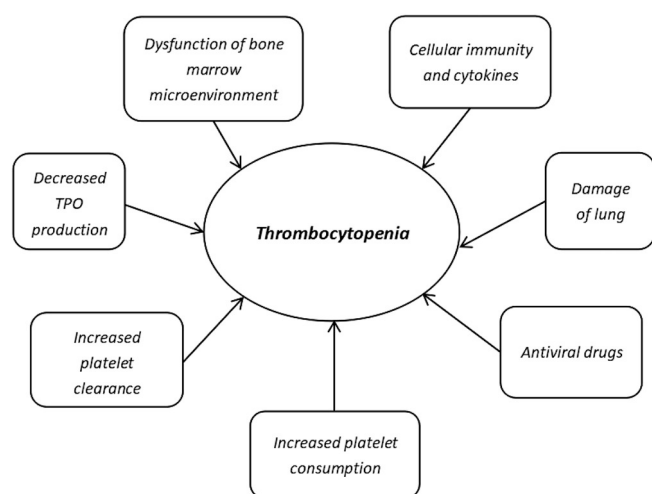 Dysfunction of bone
marrow
microenvironment
Cellular immunity
and cytokines
Decreased
TPO
production
Thrombocytopenia
Damage
of lung
Increased
platelet
clearance
Antiviral drugs
Increased platelet
consumption